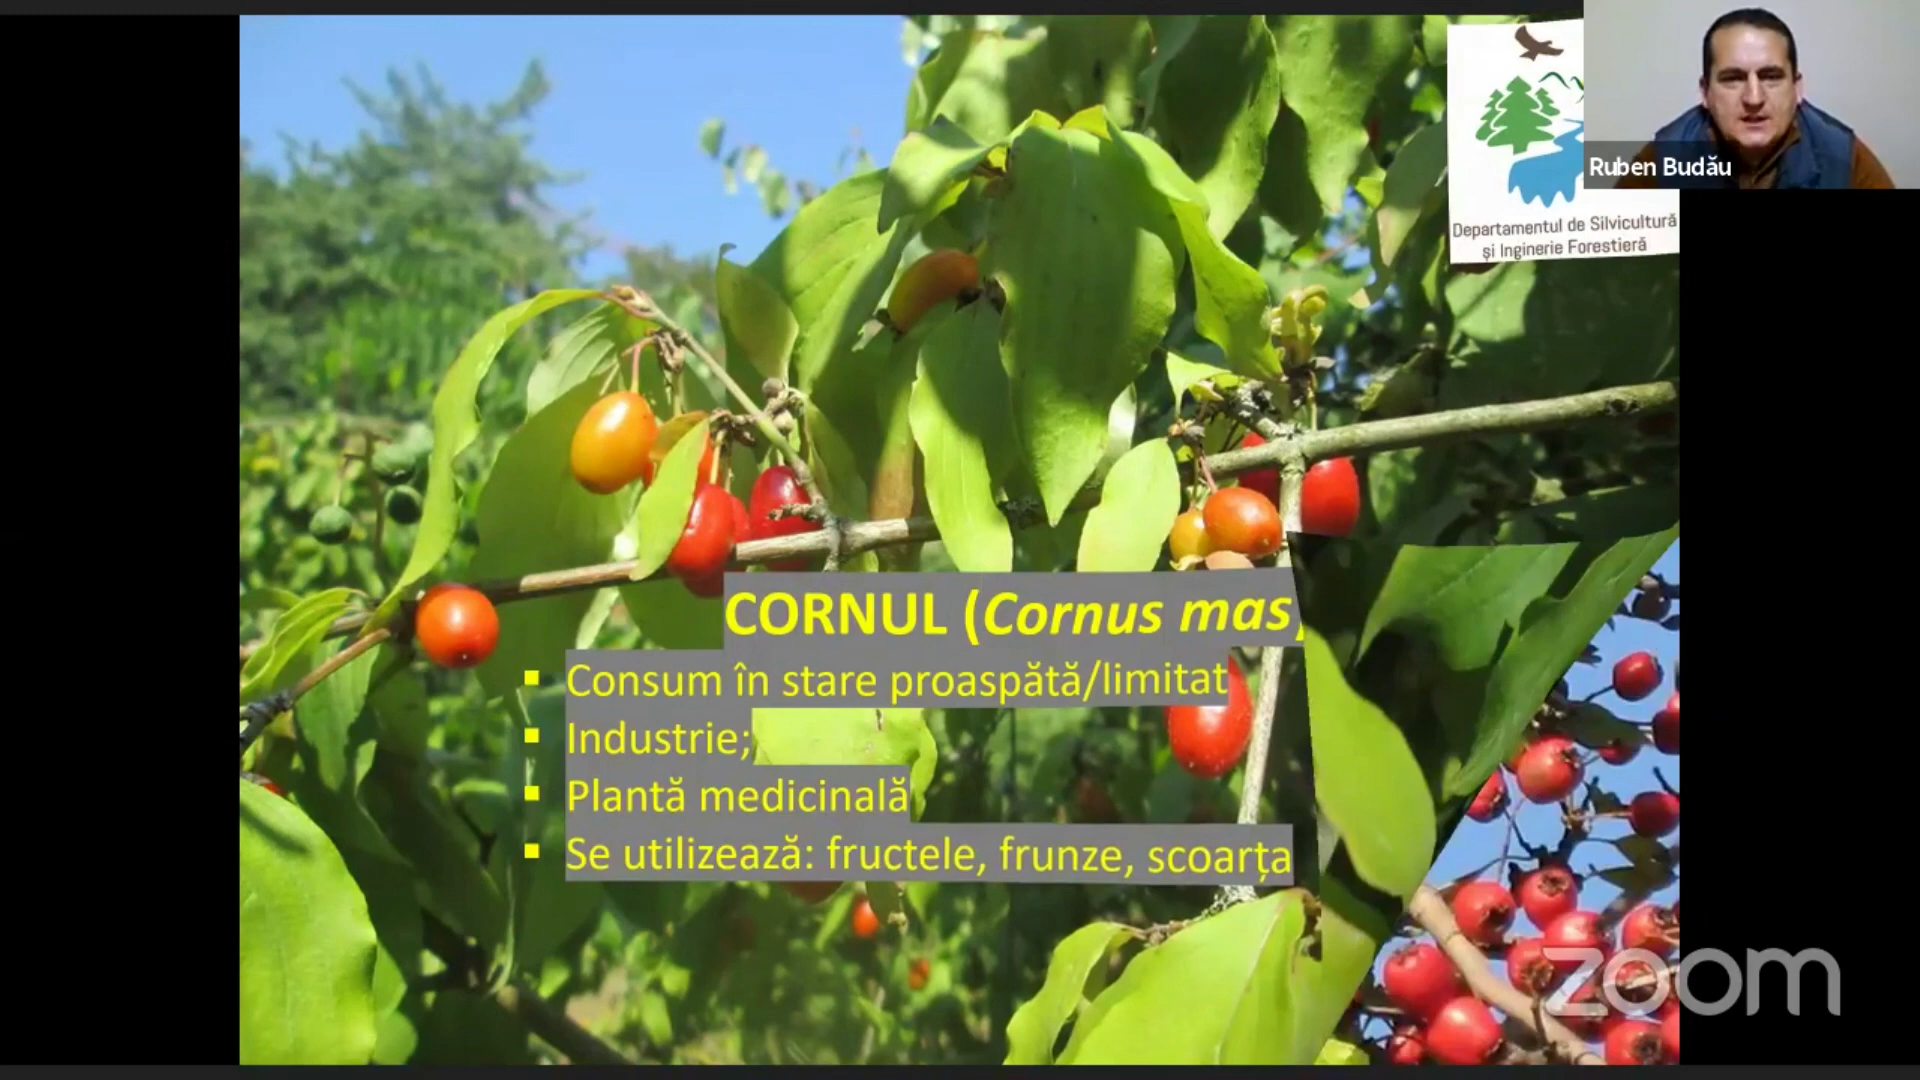 Ruben Budău
Departamentul de Silvicultură
și Inginerie Forestieră
CORNUL (Cornus mas)
▪ Consum în stare proaspătă/limitat
▪ Industrie;
▪ Plantă medicinală
▪ Se utilizează: fructele, frunze, scoarța
zoom